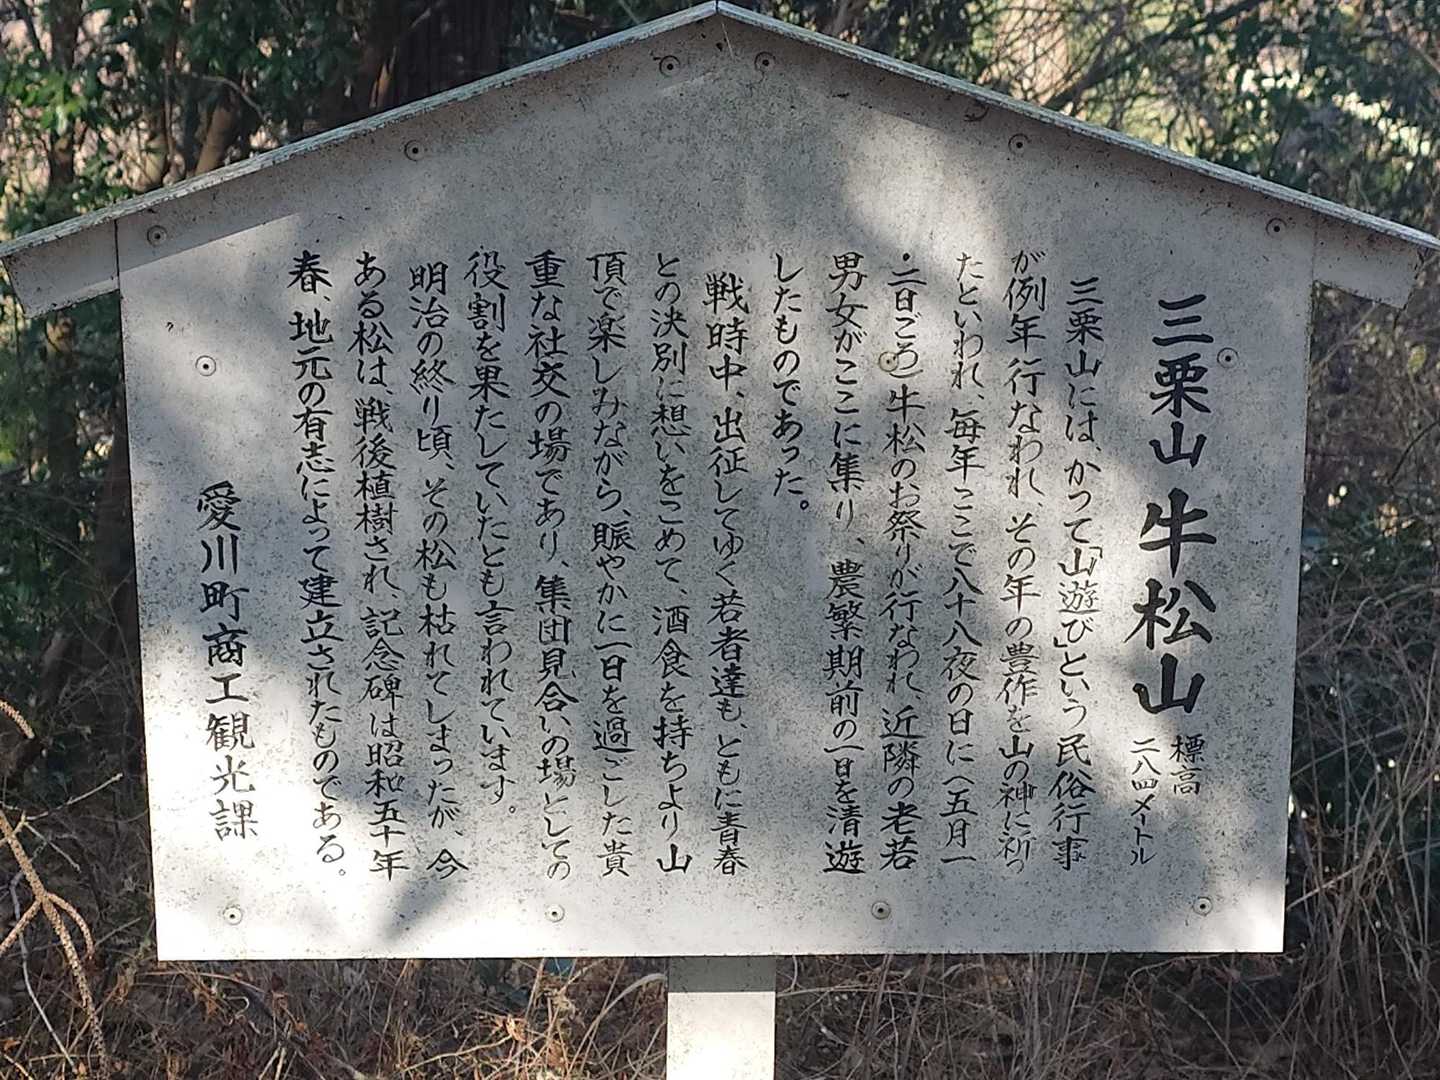 三栗山 牛松山 標高 二八四メートル
三栗山には、かつて「山遊び」という民俗行事
が例年行なわれ、その年の豊作を山の神に祈っ
たといわれ、毎年ここで八十八夜の日に(五月一
・二日ごろ)牛松のお祭りが行なわれ、近隣の老若
男女がここに集り、農繁期前の一日を清遊
したものであった。
戦時中、出征してゆく若者達も、ともに青春
との決別に想いをこめて、酒食を持ちより山
頂で楽しみながら、賑やかに一日を過ごした貴
重な社交の場であり、集団見合いの場としての
役割を果たしていたとも言われています。
明治の終り頃、その松も枯れてしまったが、今
ある松は、戦後植樹され、記念碑は昭和五十年
春、地元の有志によって建立されたものである。
愛川町商工観光課